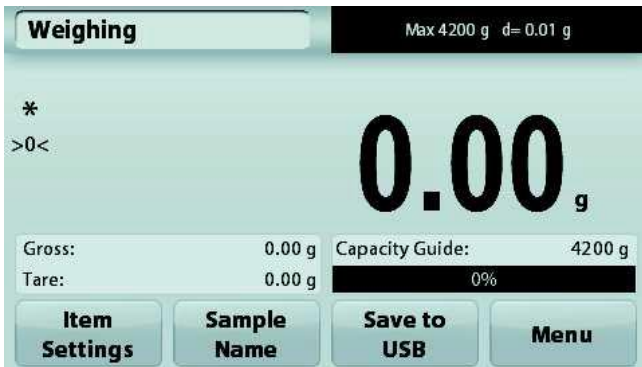 Weighing
Max 4200 g d= 0.01 g
*
>0<
0.00 g
Gross: 0.00 g
Tare: 0.00 g
Capacity Guide: 4200 g
0%
Item
Settings
Sample
Name
Save to
USB
Menu